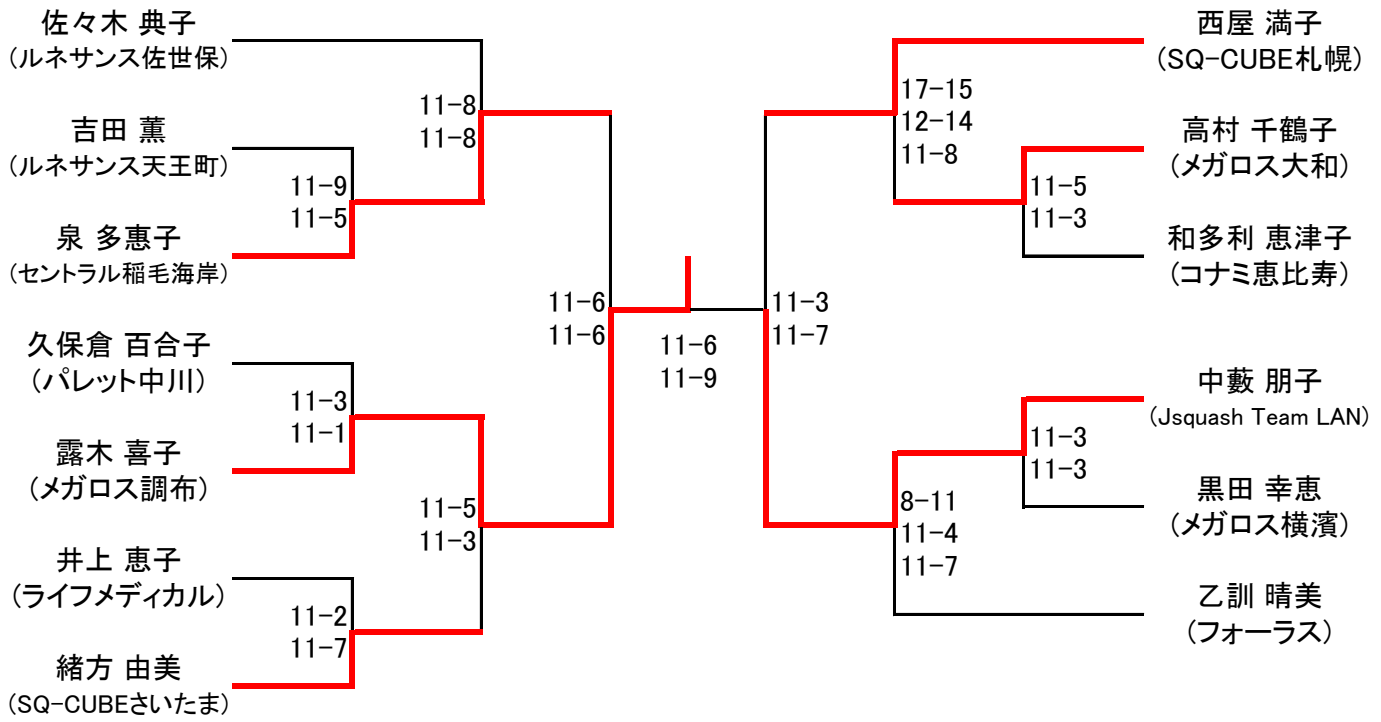 佐々木 典子
(ルネサンス佐世保)
吉田 薫
(ルネサンス天王町)
泉 多惠子
(セントラル稲毛海岸)
久保倉 百合子
(パレット中川)
露木 喜子
(メガロス調布)
井上 恵子
(ライフメディカル)
緒方 由美
(SQ-CUBEさいたま)
11-8
11-8
11-9
11-5
11-3
11-1
11-5
11-3
11-2
11-7
11-6
11-6
11-6
11-9
11-3
11-7
17-15
12-14
11-8
11-5
11-3
11-3
11-3
8-11
11-4
11-7
西屋 満子
(SQ-CUBE札幌)
高村 千鶴子
(メガロス大和)
和多利 恵津子
(コナミ恵比寿)
中藪 朋子
(Jsquash Team LAN)
黒田 幸恵
(メガロス横濱)
乙訓 晴美
(フォーラス)